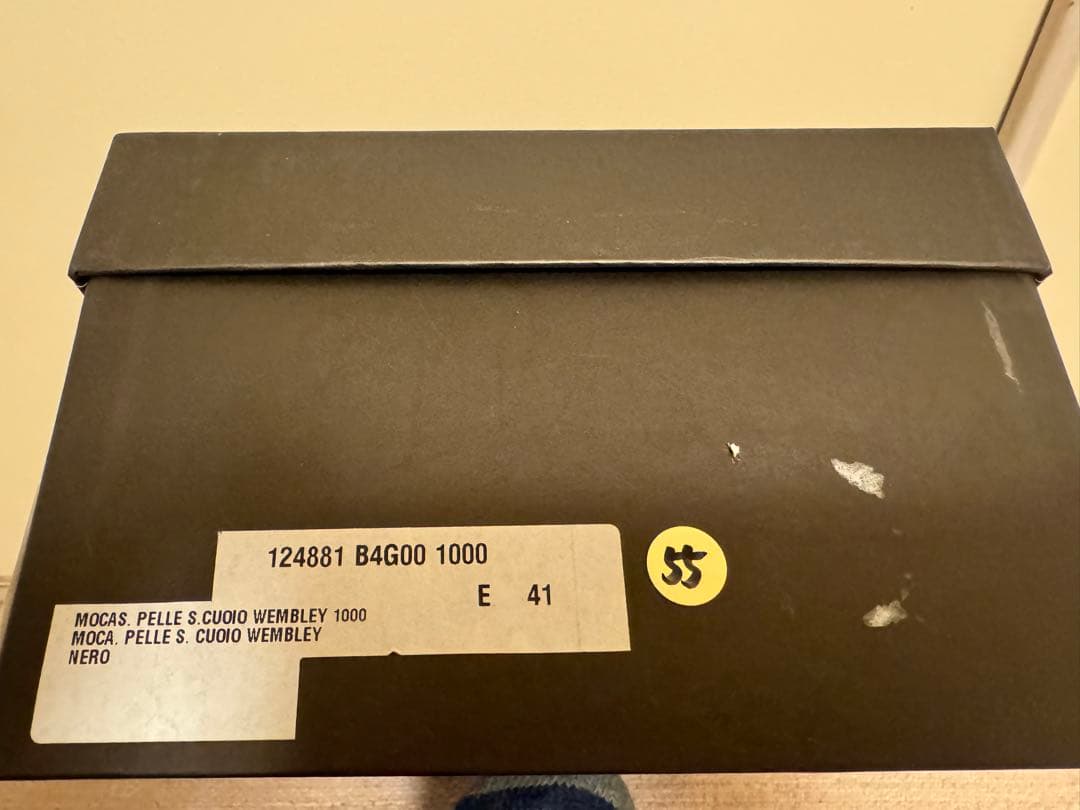 124881 B4G00 1000
E 41
MOCAS. PELLE S.CUOIO WEMBLEY 1000
MOCA. PELLE S. CUOIO WEMBLEY
NERO
55